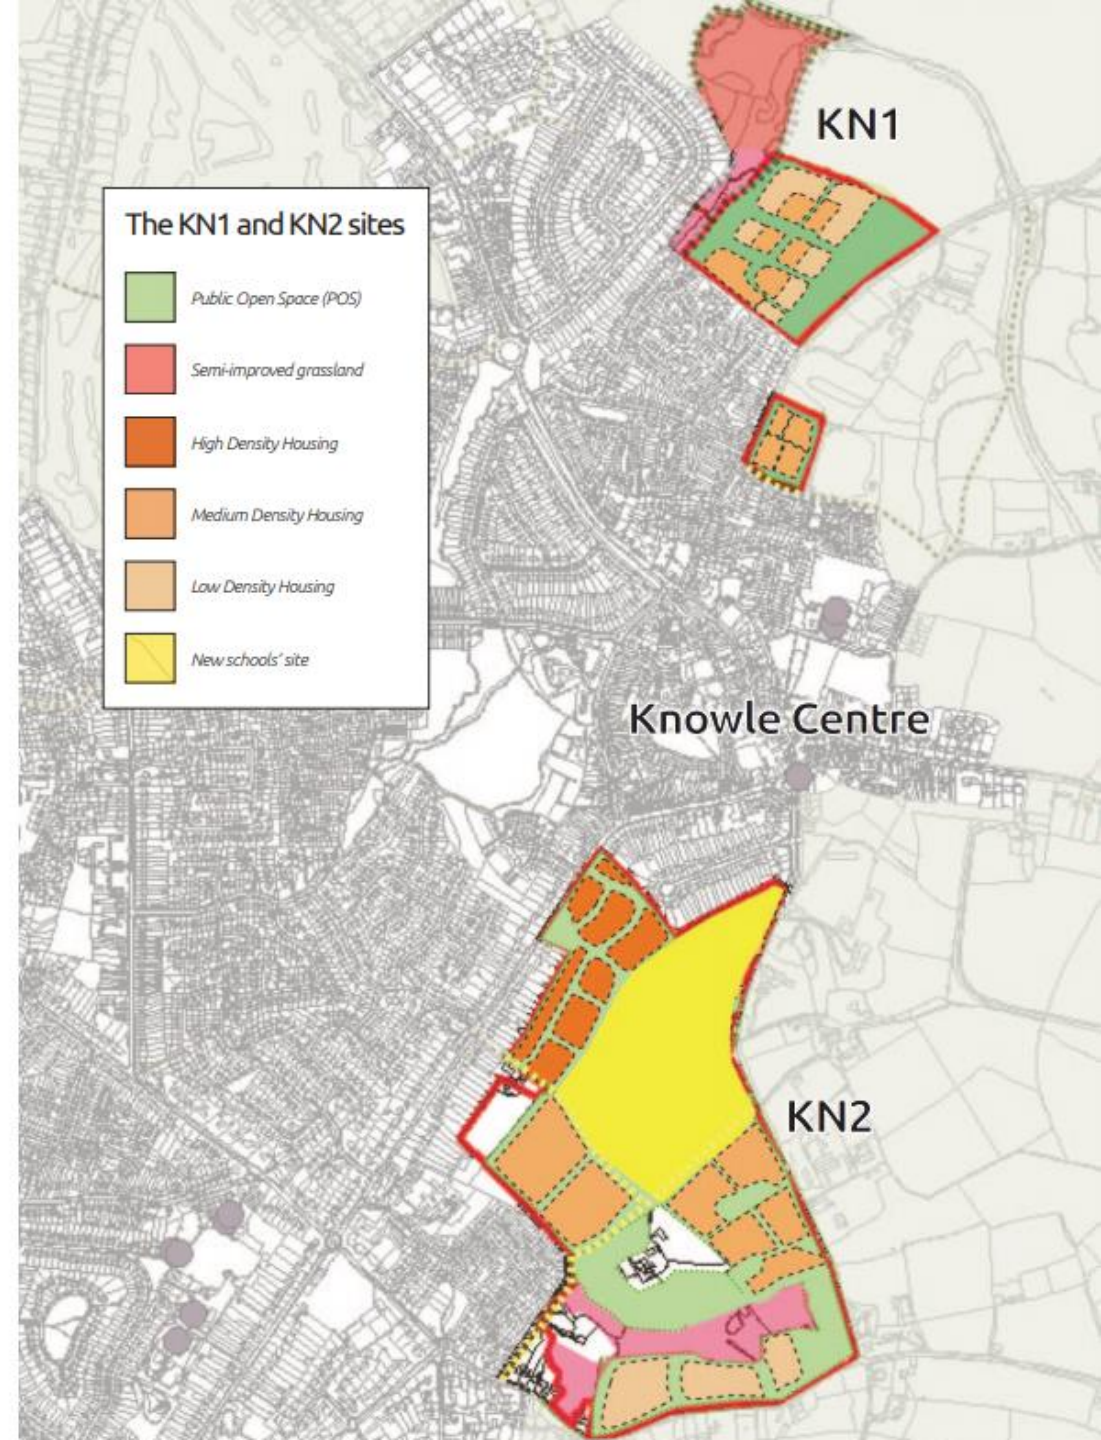 KN1
The KN1 and KN2 sites
Public Open Space (POS)
Semi-improved grassland
High Density Housing
Medium Density Housing
Low Density Housing
New schools’ site
Knowle Centre
KN2